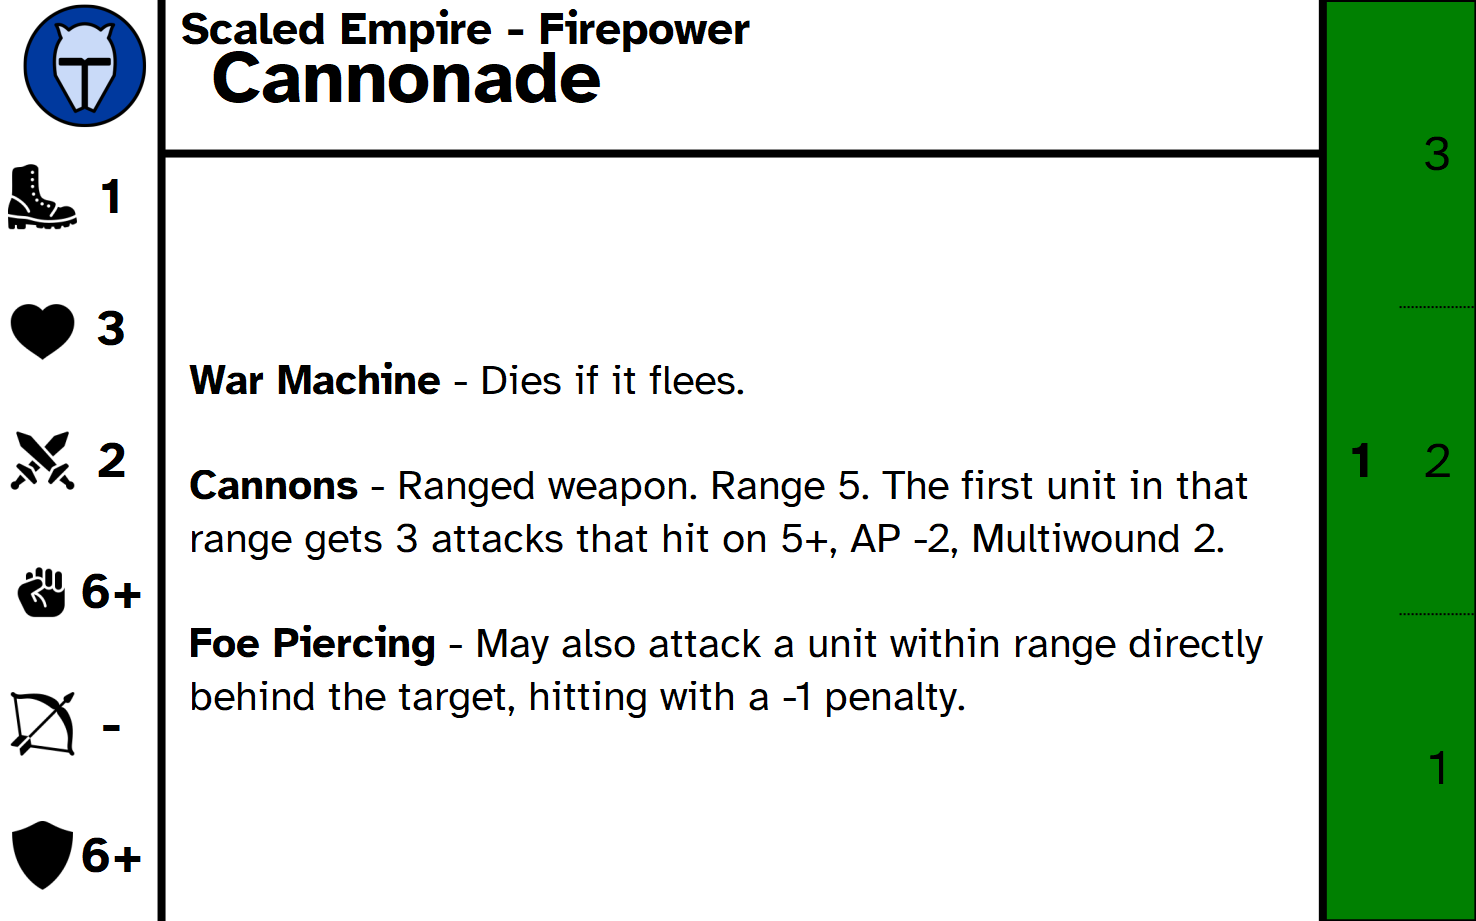 Scaled Empire - Firepower
Cannonade
1
3
2
6+
-
6+
War Machine - Dies if it flees.
Cannons - Ranged weapon. Range 5. The first unit in that
range gets 3 attacks that hit on 5+, AP -2, Multiwound 2.
Foe Piercing - May also attack a unit within range directly
behind the target, hitting with a -1 penalty.
3
1 2
1